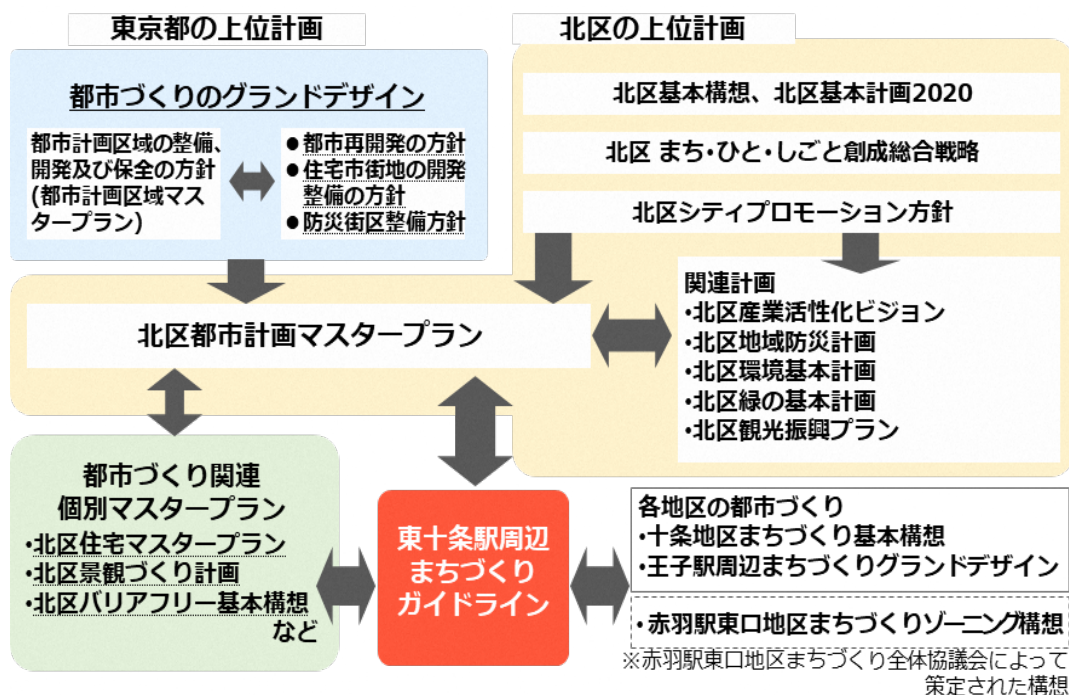 東京都の上位計画
都市づくりのグランドデザイン
都市計画区域の整備、
開発及び保全の方針
(都市計画区域マス
タープラン)
●都市再開発の方針
●住宅市街地の開発
整備の方針
●防災街区整備方針
北区の上位計画
北区基本構想、北区基本計画2020
北区 まち・ひと・しごと創成総合戦略
北区シティプロモーション方針
北区都市計画マスタープラン
関連計画
・北区産業活性化ビジョン
・北区地域防災計画
・北区環境基本計画
・北区緑の基本計画
・北区観光振興プラン
都市づくり関連
個別マスタープラン
・北区住宅マスタープラン
・北区景観づくり計画
・北区バリアフリー基本構想
など
東十条駅周辺
まちづくり
ガイドライン
各地区の都市づくり
・十条地区まちづくり基本構想
・王子駅周辺まちづくりグランドデザイン
・赤羽駅東口地区まちづくりゾーニング構想
※赤羽駅東口地区まちづくり全体協議会によって
策定された構想